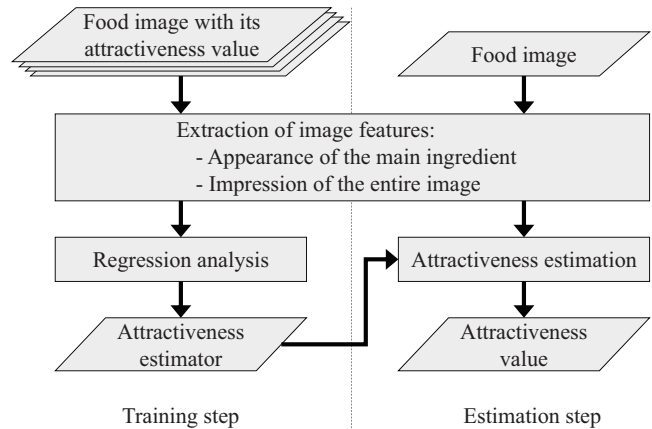 Food image with its
attractiveness value
Food image
Extraction of image features:
- Appearance of the main ingredient
- Impression of the entire image
Regression analysis
Attractiveness estimation
Attractiveness
estimator
Attractiveness
value
Training step
Estimation step